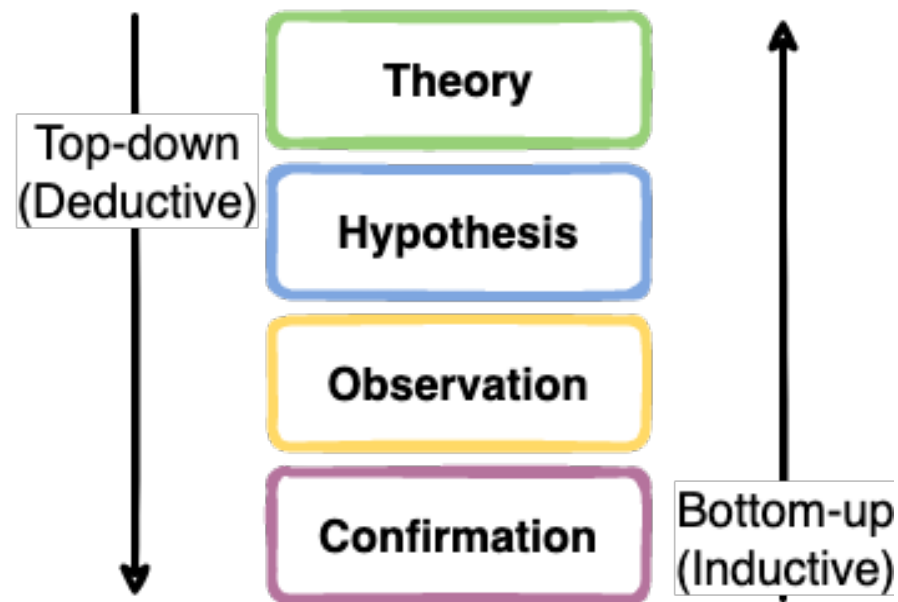 Theory
Top-down
(Deductive)
Hypothesis
Observation
Confirmation
Bottom-up
(Inductive)